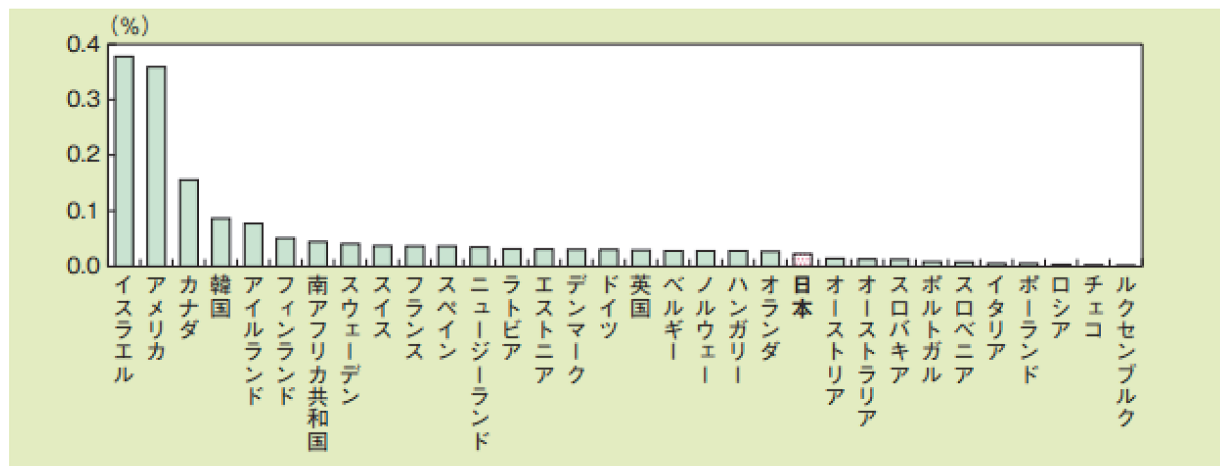 (%)
0.4
0.3
0.2
0.1
0.0
イスラエル
アメリカ
カナダ
韓国
アイルランド
フィンランド
南アフリカ共和国
スウェーデン
スイス
フランス
スペイン
ニュージーランド
ラトビア
エストニア
デンマーク
ドイツ
英国
ベルギー
ノルウェー
ハンガリー
オランダ
日本
オーストリア
オーストラリア
スロバキア
ポルトガル
スロベニア
イタリア
ポーランド
ロシア
チェコ
ルクセンブルク